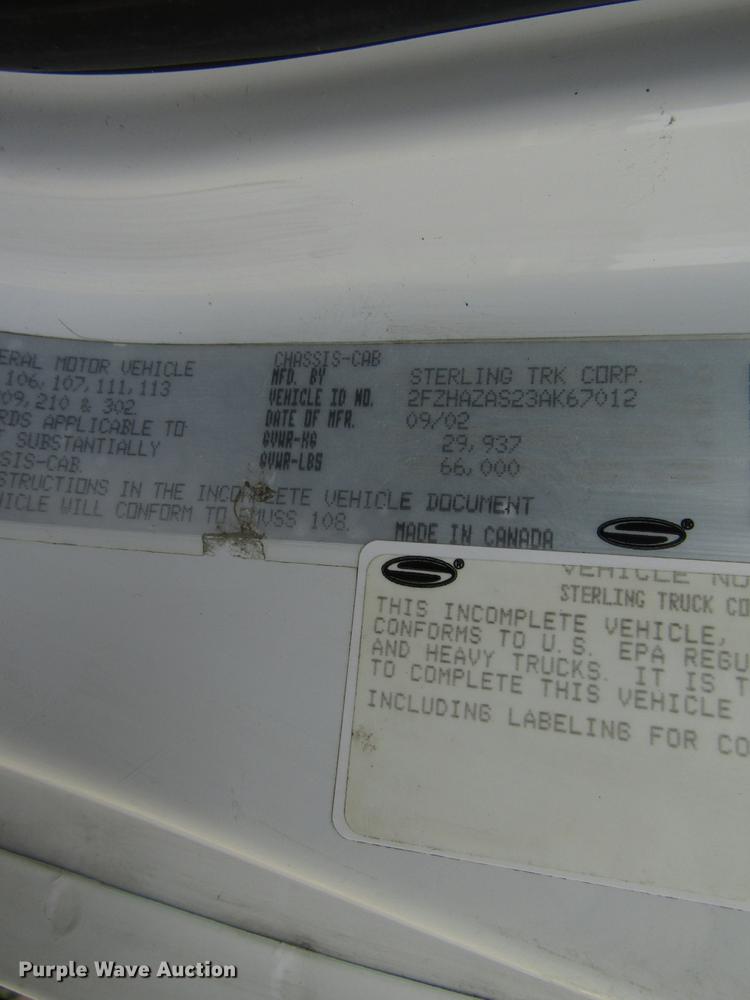 ERAL MOTOR VEHICLE
106, 107, 111, 113
09, 210 & 302
RDS APPLICABLE TO
SUBSTANTIALLY
SIS-CAB.
STRUCTIONS IN THE INCOMPLETE VEHICLE DOCUMENT
HICLE WILL CONFORM TO FMVSS 108.
CHASSIS-CAB
MFD. BY STERLING TRK CORP.
VEHICLE ID NO. 2FZHAZAS23AK67012
DATE OF MFR. 09/02
GVWR-KG 29,937
GVWR-LBS 66,000
MADE IN CANADA
®
®
VEHICLE NO
STERLING TRUCK CO
THIS INCOMPLETE VEHICLE,
CONFORMS TO U.S. EPA REGU
AND HEAVY TRUCKS. IT IS T
TO COMPLETE THIS VEHICLE
INCLUDING LABELING FOR CO
Purple Wave Auction